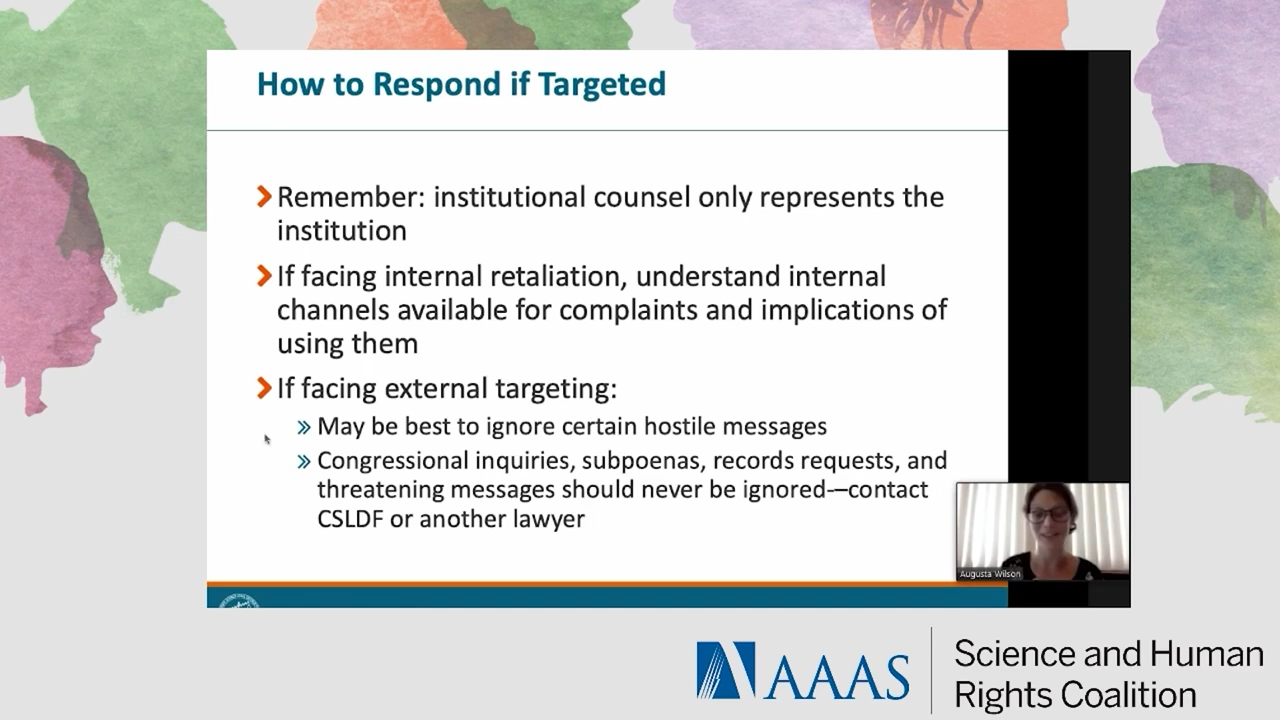 How to Respond if Targeted
Remember: institutional counsel only represents the
institution
If facing internal retaliation, understand internal
channels available for complaints and implications of
using them
If facing external targeting:
May be best to ignore certain hostile messages
Congressional inquiries, subpoenas, records requests, and
threatening messages should never be ignored-–contact
CSLDF or another lawyer
Augusta Wilson
AAAS
Science and Human
Rights Coalition